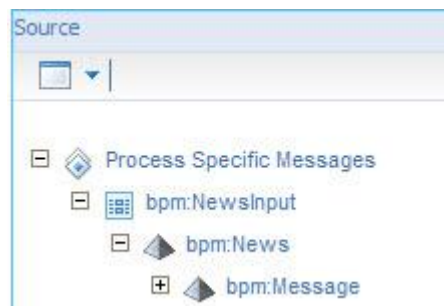 Source
Process Specific Messages
bpm:NewsInput
bpm:News
bpm:Message